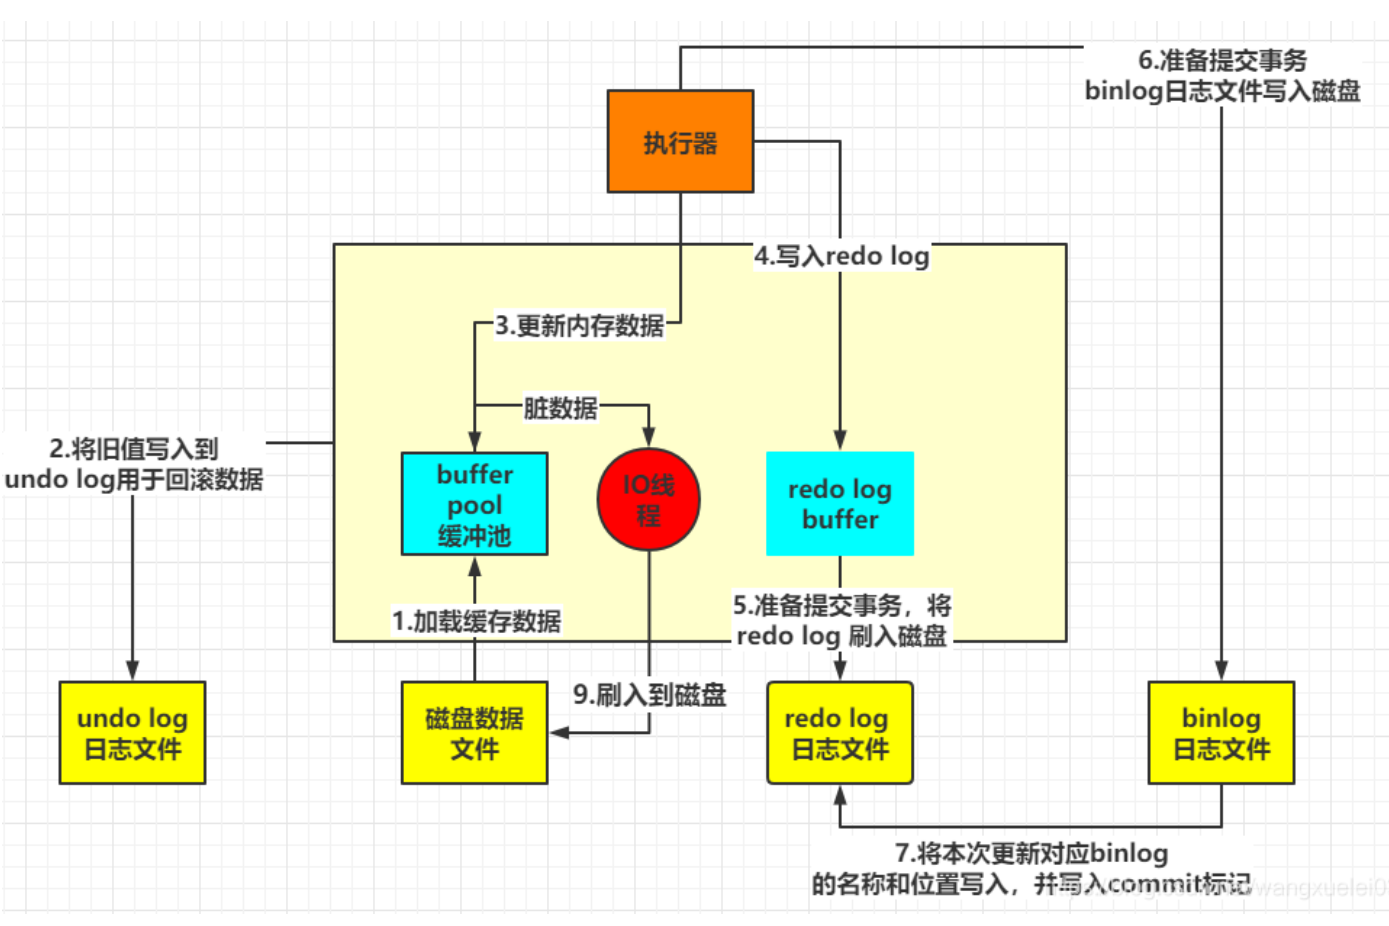 6.准备提交事务
binlog日志文件写入磁盘
执行器
4.写入redo log
3.更新内存数据
脏数据
2.将旧值写入到
undo log用于回滚数据
buffer
pool
缓冲池
IO线
程
redo log
buffer
1.加载缓存数据
5.准备提交事务，将
redo log 刷入磁盘
9.刷入到磁盘
undo log
日志文件
磁盘数据
文件
redo log
日志文件
binlog
日志文件
7.将本次更新对应binlog
的名称和位置写入，并写入commit标记